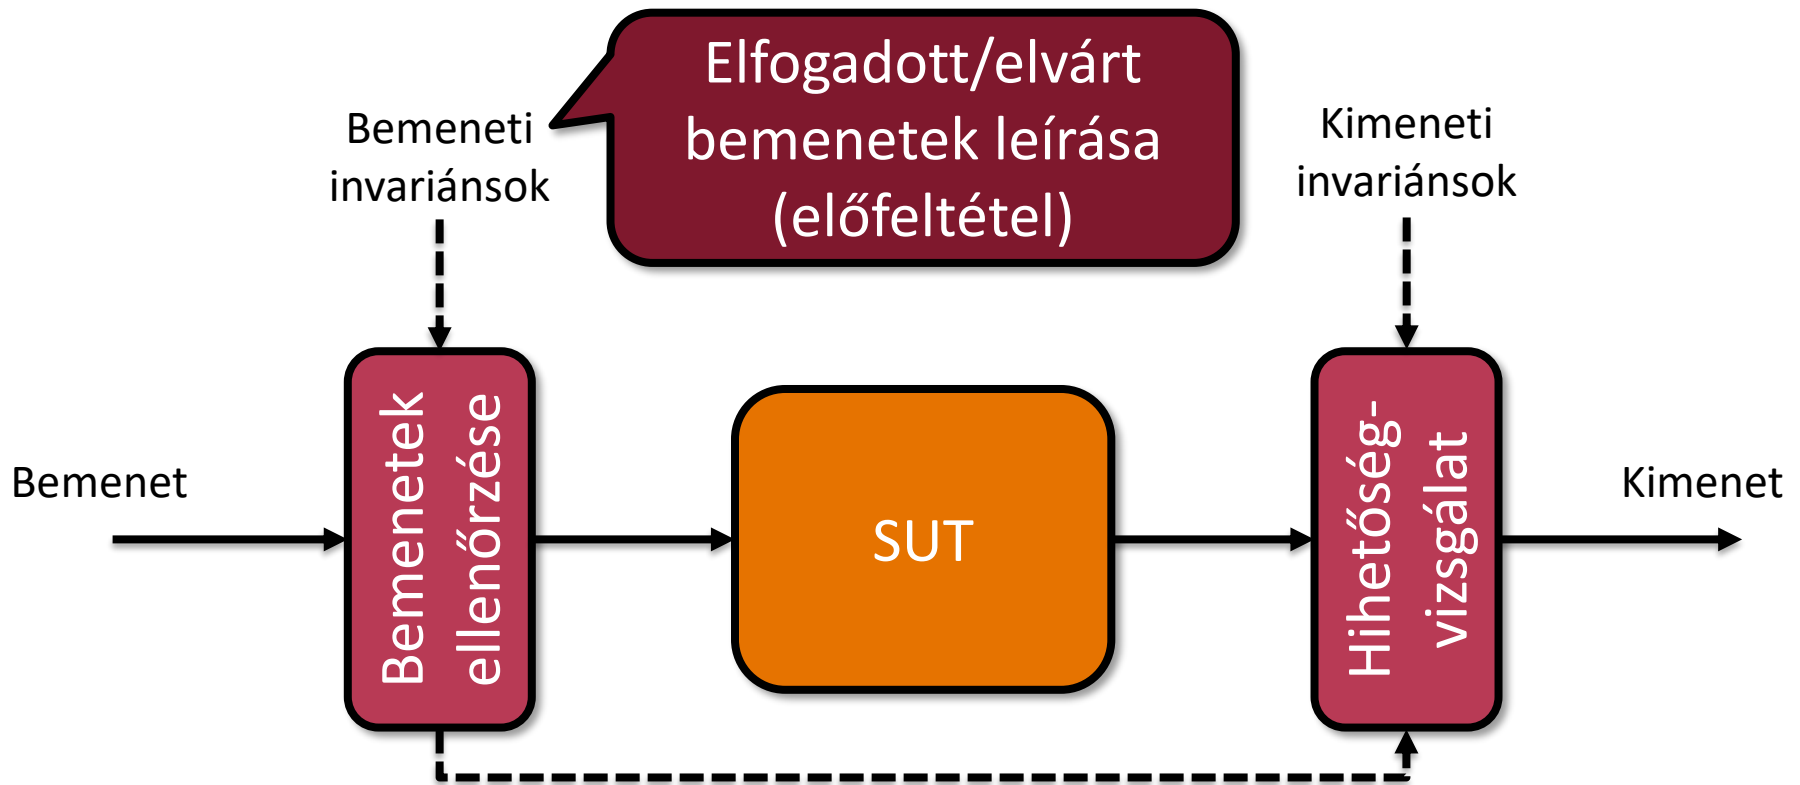 Elfogadott/elvárt
bemenetek leírása
(előfeltétel)
Bemeneti
invariánsok
Kimeneti
invariánsok
Bemenet
Bemenetek
ellenőrzése
SUT
Hihetőség-
vizsgálat
Kimenet